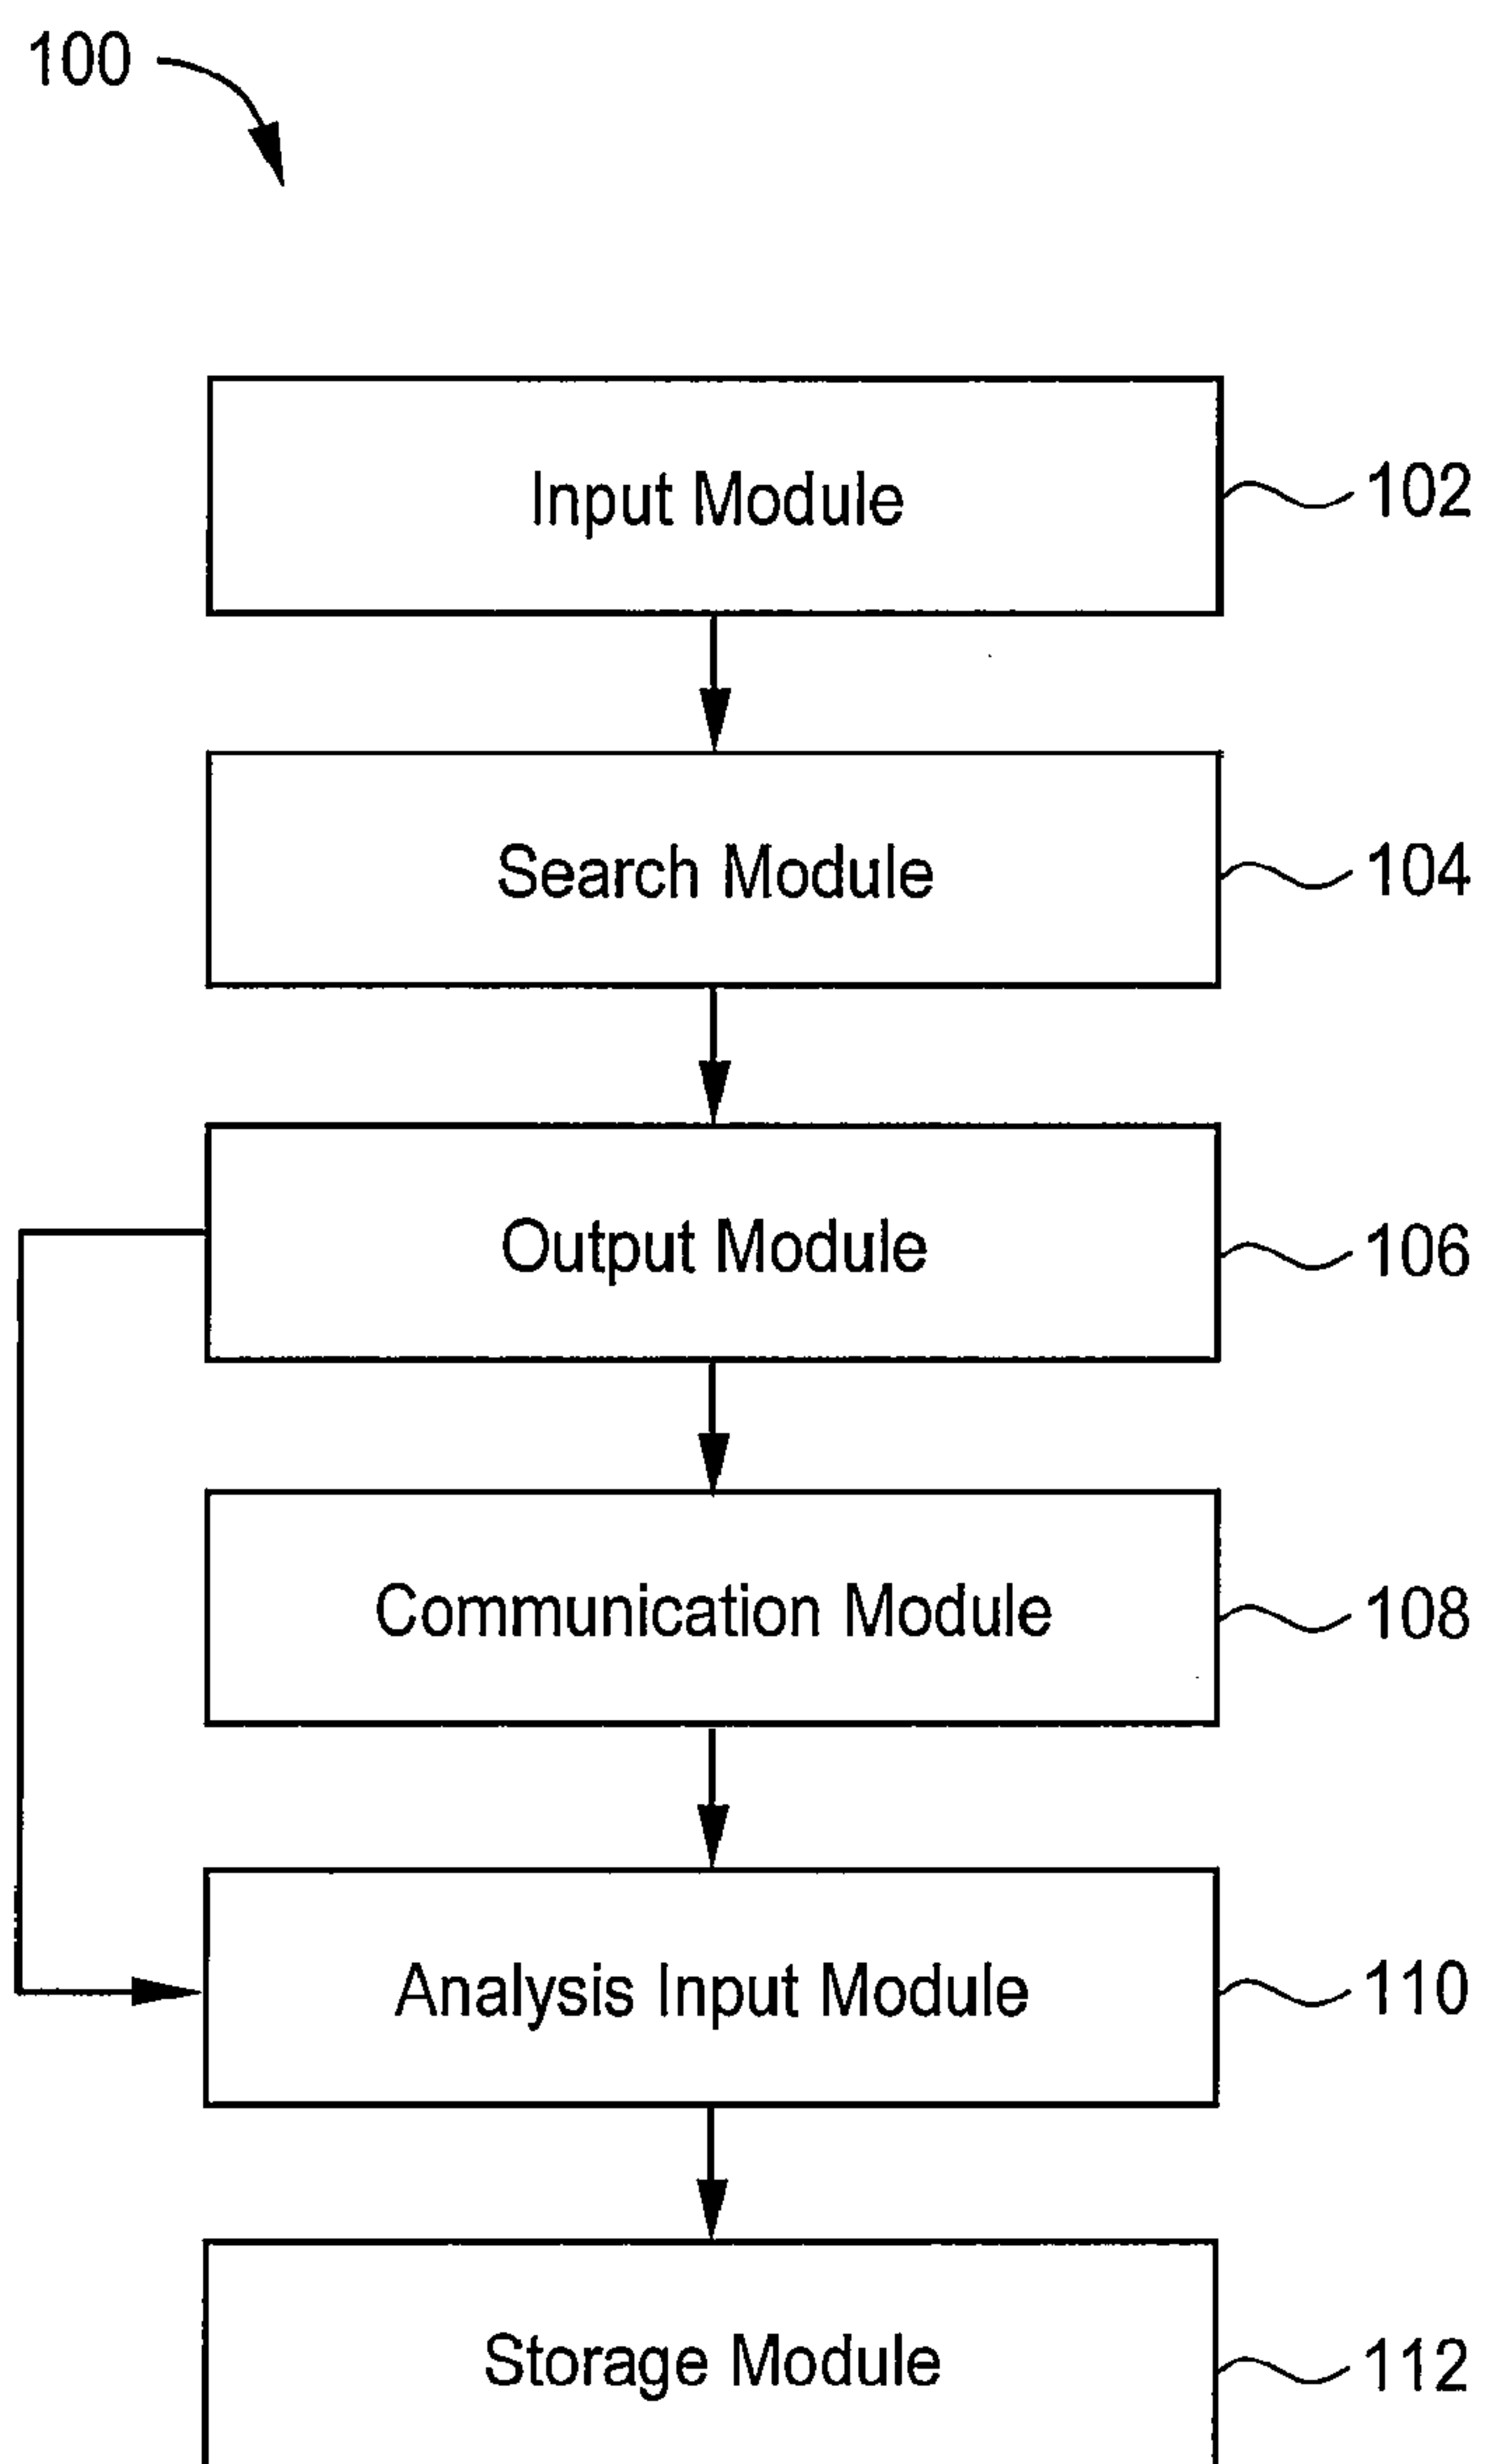 100
Input Module 102
Search Module 104
Output Module 106
Communication Module 108
Analysis Input Module 110
Storage Module 112